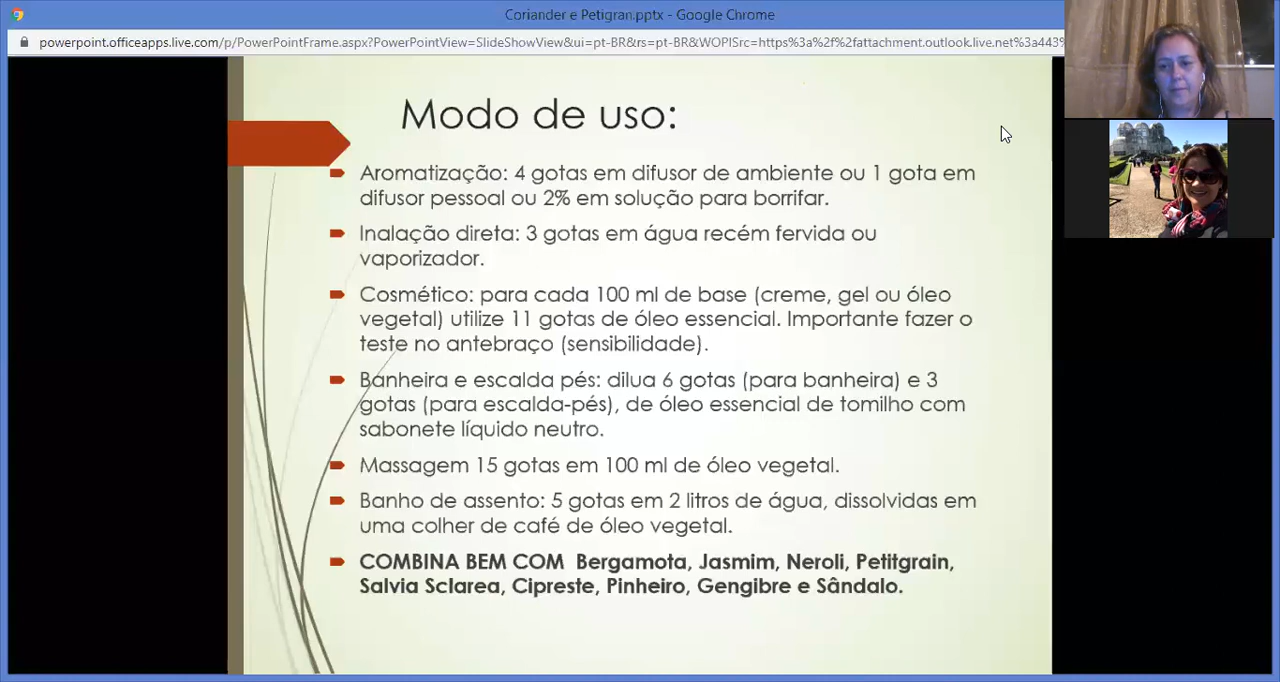 Coriander e Petigran.pptx - Google Chrome
powerpoint.officeapps.live.com/p/PowerPointFrame.aspx?PowerPointView=SlideShowView&ui=pt-BR&rs=pt-BR&WOPISrc=https%3a%2f%2fattachment.outlook.live.net%3a443%
Modo de uso:
Aromatização: 4 gotas em difusor de ambiente ou 1 gota em
difusor pessoal ou 2% em solução para borrifar.
Inalação direta: 3 gotas em água recém fervida ou
vaporizador.
Cosmético: para cada 100 ml de base (creme, gel ou óleo
vegetal) utilize 11 gotas de óleo essencial. Importante fazer o
teste no antebraço (sensibilidade).
Banheira e escalda pés: dilua 6 gotas (para banheira) e 3
gotas (para escalda-pés), de óleo essencial de tomilho com
sabonete líquido neutro.
Massagem 15 gotas em 100 ml de óleo vegetal.
Banho de assento: 5 gotas em 2 litros de água, dissolvidas em
uma colher de café de óleo vegetal.
COMBINA BEM COM Bergamota, Jasmim, Neroli, Petitgrain,
Salvia Sclarea, Cipreste, Pinheiro, Gengibre e Sândalo.